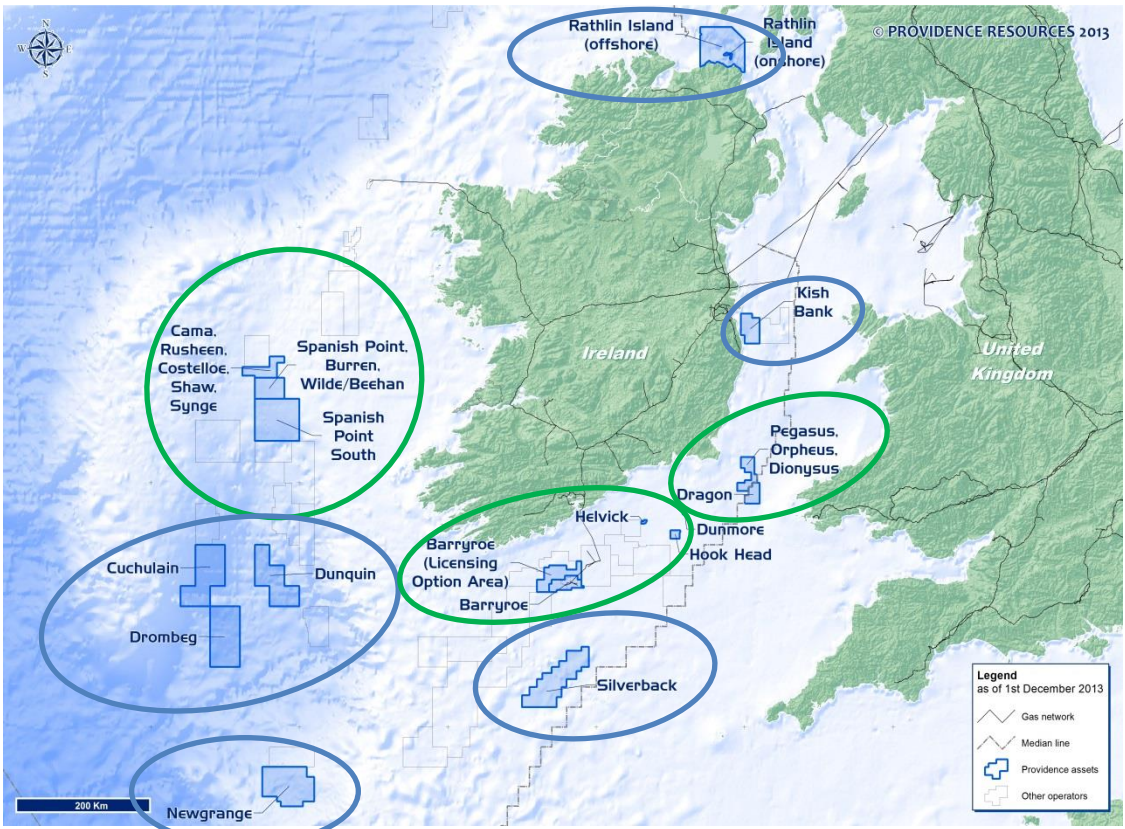 N
W
E
S
Rathlin Island
(offshore)
Rathlin
Island
(onshore)
© PROVIDENCE RESOURCES 2013
Kish
Bank
Ireland
United
Kingdom
Cama,
Rusheen,
Costelloe,
Shaw,
Synge
Spanish Point,
Burren,
Wilde/Beehan
Spanish
Point
South
Pegasus,
Orpheus,
Dionysus
Dragon
Helvick
Dunmore
Hook Head
Barryroe
(Licensing
Option Area)
Barryroe
Cuchulain
Dunquin
Drombeg
Silverback
Newgrange
200 Km
Legend
as of 1st December 2013
Gas network
Median line
Providence assets
Other operators